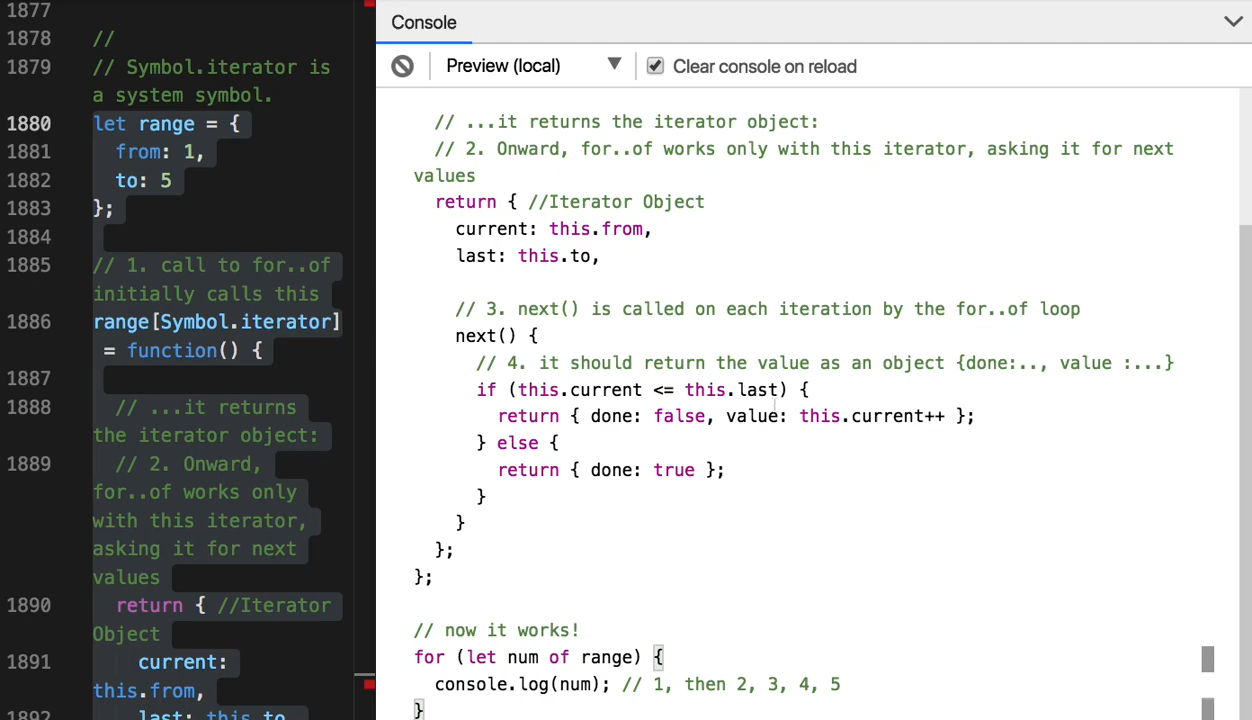 1877
1878 //
1879 // Symbol.iterator is
a system symbol.
1880 let range = {
1881 from: 1,
1882 to: 5
1883 };
1884
1885 // 1. call to for..of
initially calls this
1886 range[Symbol.iterator]
= function() {
1887
1888 // ...it returns
the iterator object:
1889 // 2. Onward,
for..of works only
with this iterator,
asking it for next
values
1890 return { //Iterator
Object
1891 current:
this.from,
1892 last: this.to,
Console
Preview (local) Clear console on reload
// ...it returns the iterator object:
// 2. Onward, for..of works only with this iterator, asking it for next
values
return { //Iterator Object
current: this.from,
last: this.to,
// 3. next() is called on each iteration by the for..of loop
next() {
// 4. it should return the value as an object {done:.., value :...}
if (this.current <= this.last) {
return { done: false, value: this.current++ };
} else {
return { done: true };
}
}
};
};
// now it works!
for (let num of range) {
console.log(num); // 1, then 2, 3, 4, 5
}